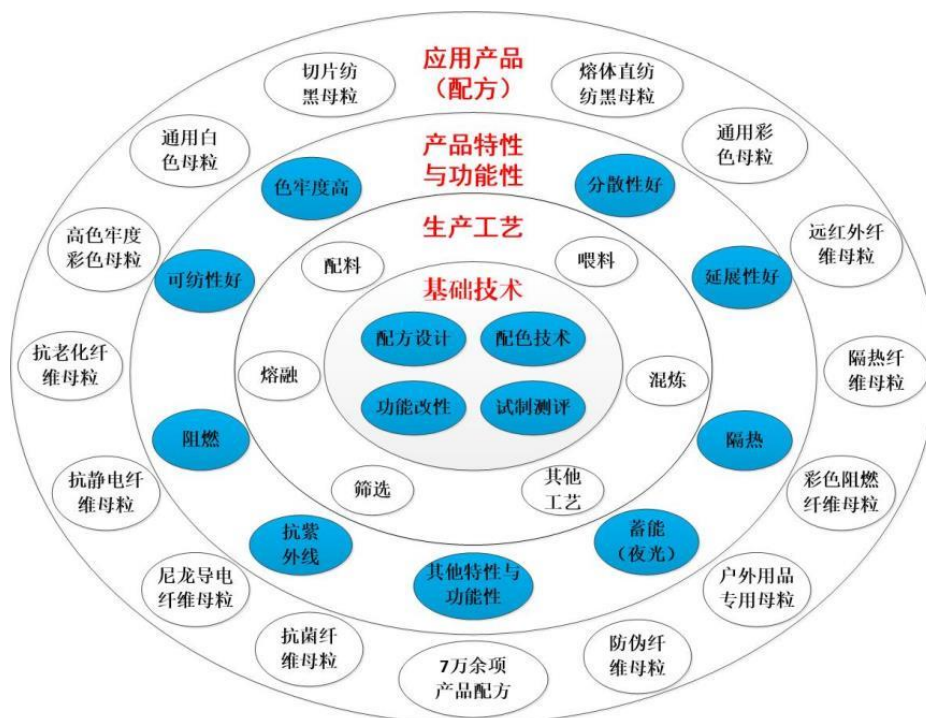 应用产品
（配方）
切片纺
黑母粒
熔体直纺
纺黑母粒
通用白
色母粒
通用彩
色母粒
产品特性
与功能性
色牢度高
分散性好
高色牢度
彩色母粒
远红外纤
维母粒
生产工艺
可纺性好
配料
喂料
延展性好
基础技术
配方设计
配色技术
抗老化纤
维母粒
熔融
混炼
隔热纤
维母粒
功能改性
试制测评
阻燃
隔热
抗静电纤
维母粒
筛选
其他
工艺
彩色阻燃
纤维母粒
抗紫
外线
蓄能
（夜光）
其他特性与
功能性
尼龙导电
纤维母粒
户外用品
专用母粒
抗菌纤
维母粒
防伪纤
维母粒
7万余项
产品配方